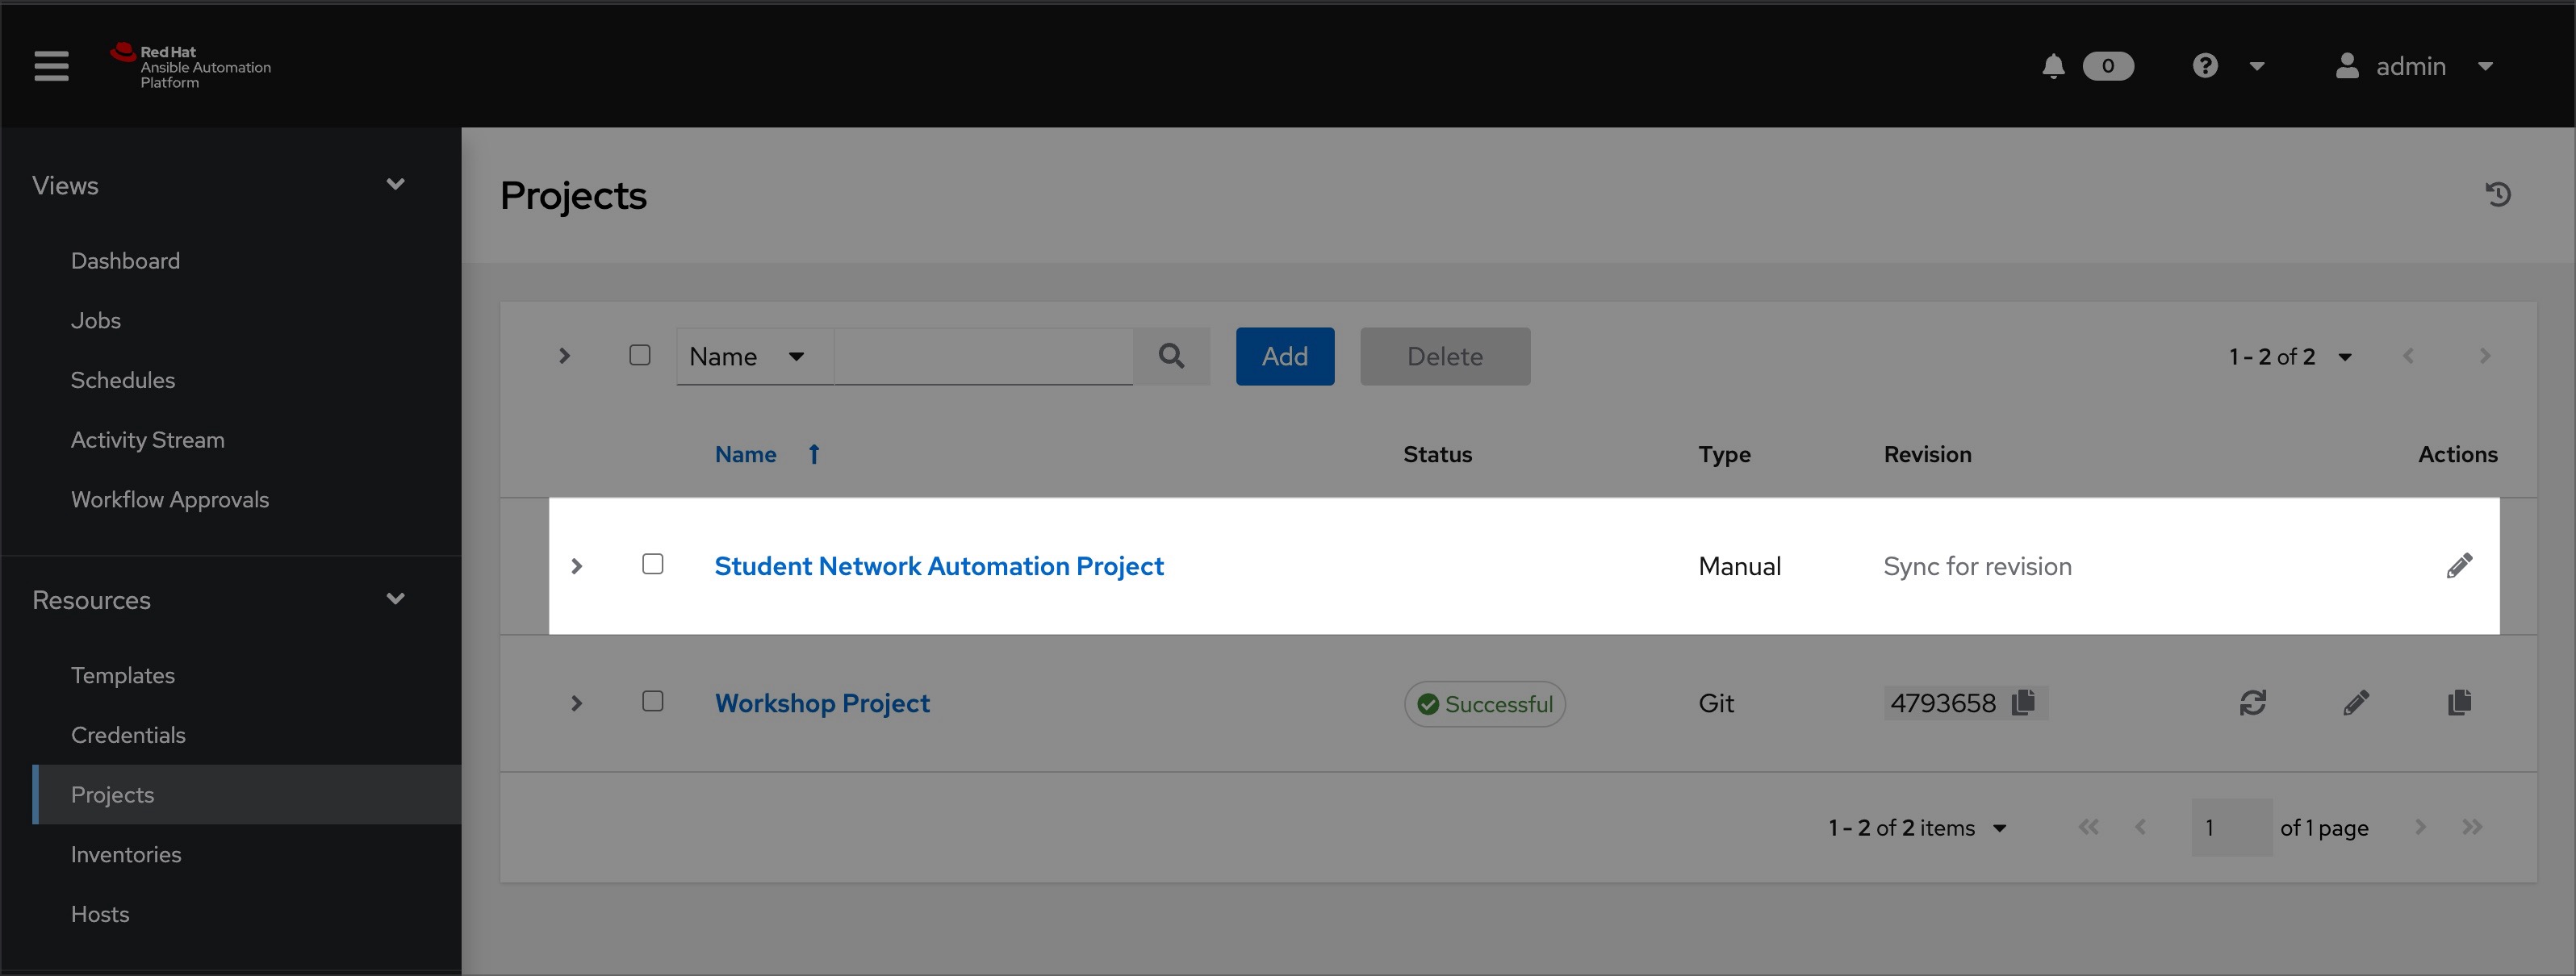 Red Hat
Ansible Automation
Platform
0
admin
Views
Dashboard
Jobs
Schedules
Activity Stream
Workflow Approvals
Resources
Templates
Credentials
Projects
Inventories
Hosts
Projects
Name Add Delete 1 - 2 of 2
Name Status Type Revision Actions
Student Network Automation Project Manual Sync for revision
Workshop Project Successful Git 4793658
1 - 2 of 2 items 1 of 1 page